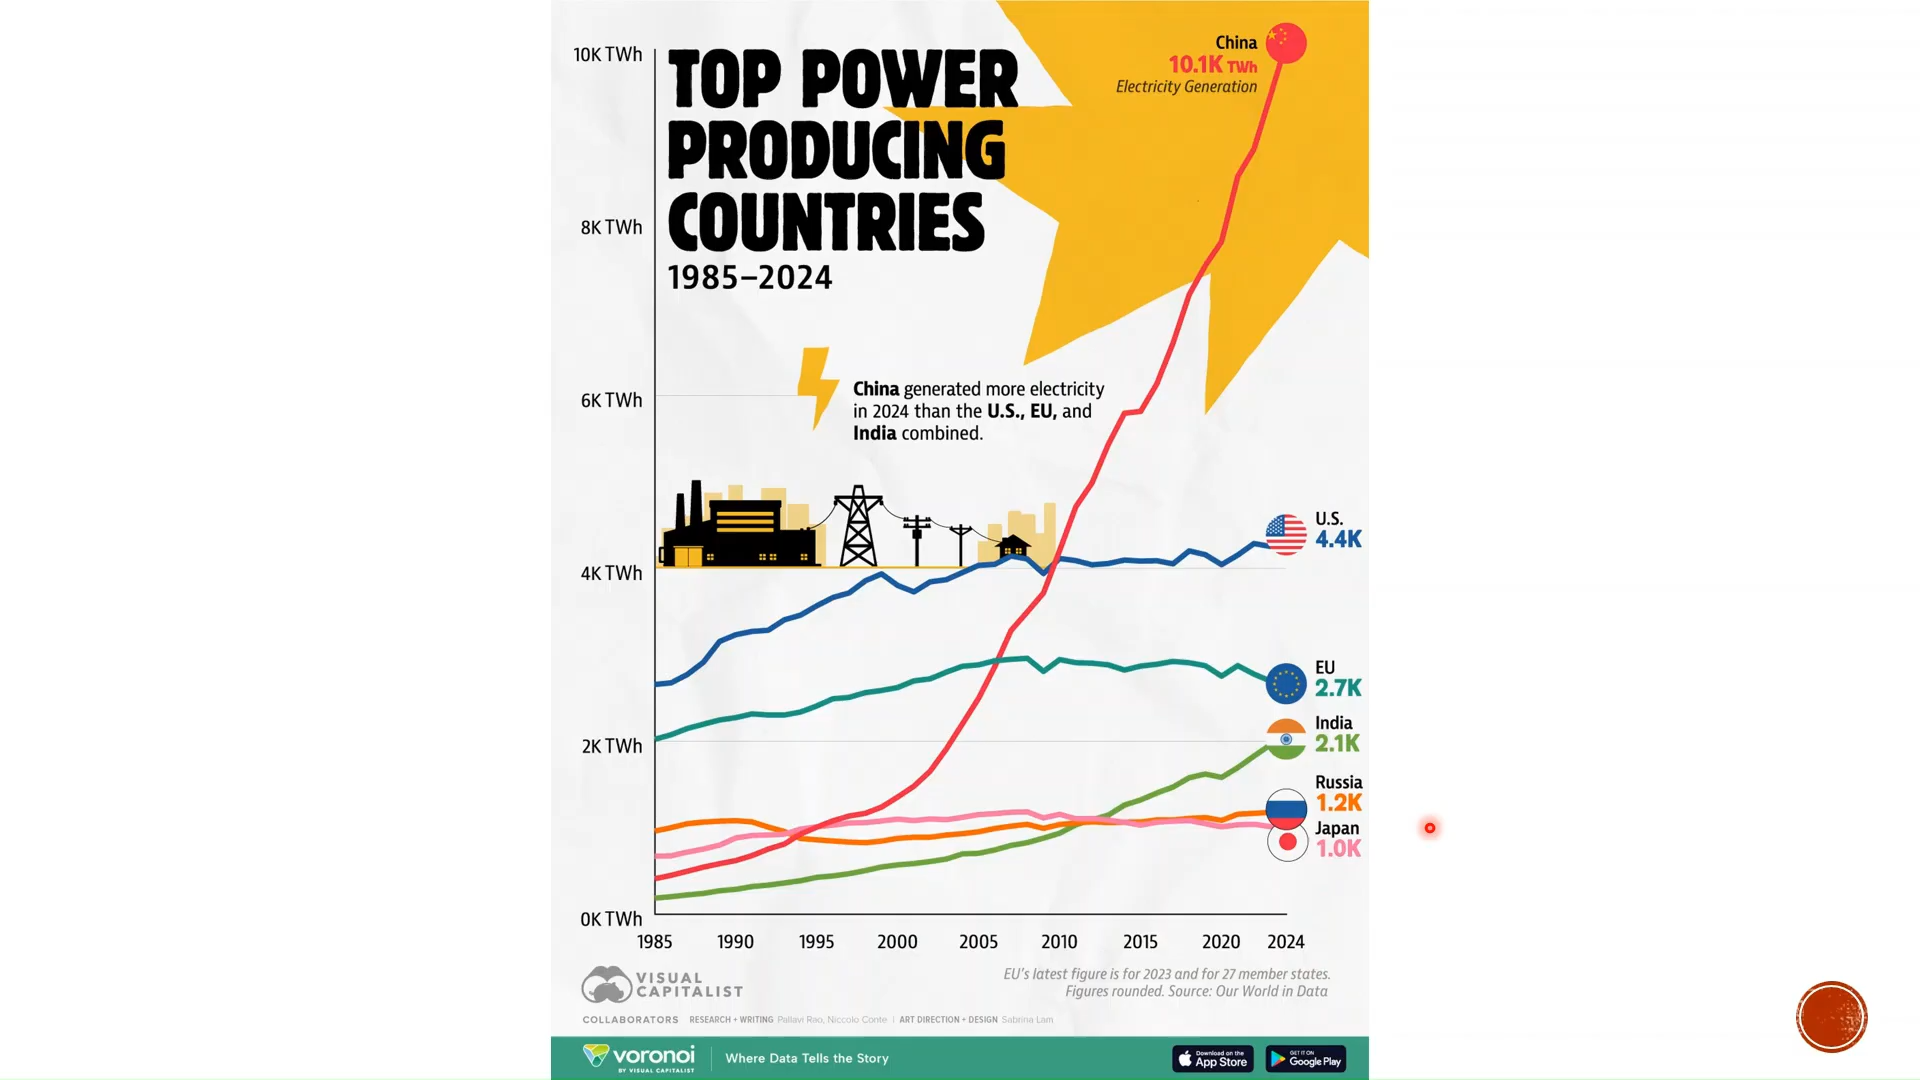 TOP POWER
PRODUCING
COUNTRIES
1985–2024
China
10.1K TWh
Electricity Generation
10K TWh
8K TWh
6K TWh
4K TWh
2K TWh
0K TWh
China generated more electricity
in 2024 than the U.S., EU, and
India combined.
U.S.
4.4K
EU
2.7K
India
2.1K
Russia
1.2K
Japan
1.0K
1985 1990 1995 2000 2005 2010 2015 2020 2024
VISUAL
CAPITALIST
EU's latest figure is for 2023 and for 27 member states.
Figures rounded. Source: Our World in Data
COLLABORATORS RESEARCH + WRITING Pallavi Rao, Niccolo Conte | ART DIRECTION + DESIGN Sabrina Lam
voronoi
BY VISUAL CAPITALIST
Where Data Tells the Story
Download on the
App Store
GET IT ON
Google Play